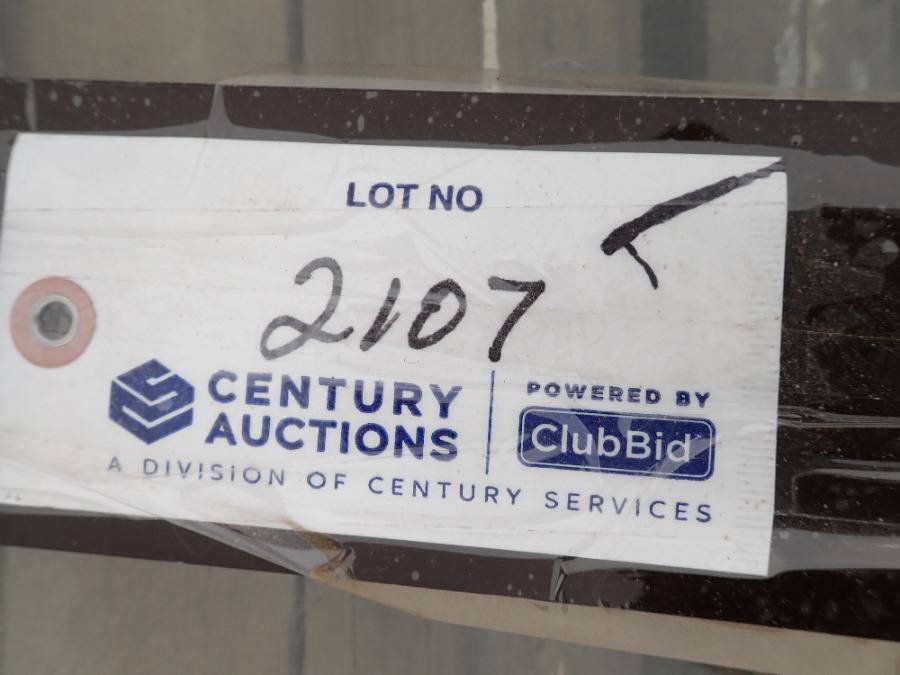 LOT NO
2107
CENTURY
AUCTIONS
A DIVISION OF CENTURY SERVICES
POWERED BY
ClubBid